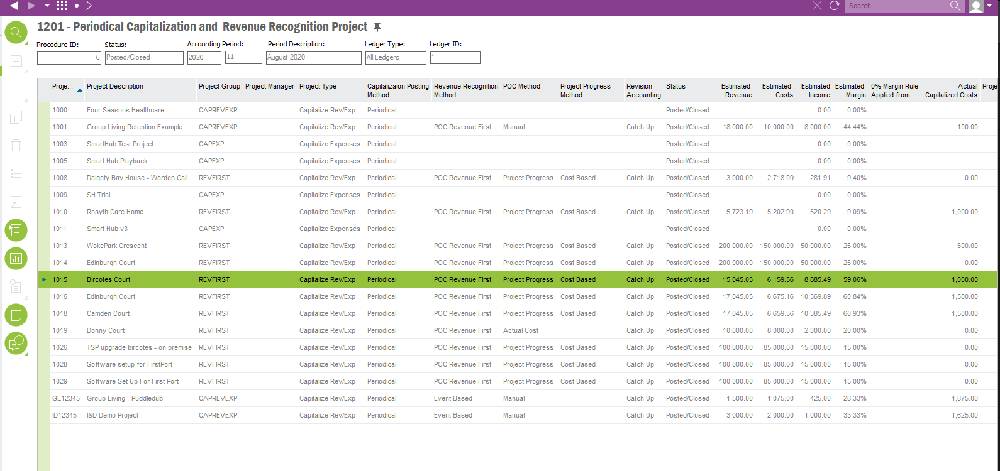 Search...
1201 - Periodical Capitalization and  Revenue Recognition Project
Procedure ID: Status: Accounting Period: Period Description: Ledger Type: Ledger ID:
6 Posted/Closed 2020 11 August 2020 All Ledgers *
Proje... Project Description Project Group Project Manager Project Type Capitalizaion Posting Revenue Recognition POC Method Project Progress Revision Status Estimated Estimated Estimated Estimated 0% Margin Rule Actual Proje
Method Method Method Accounting Revenue Costs Income Margin Applied from Capitalized Costs
1000 Four Seasons Healthcare CAPREVEXP Capitalize Rev/Exp Periodical Posted/Closed 0.00 0.00%
1001 Group Living Retention Example CAPREVEXP Capitalize Rev/Exp Periodical POC Revenue First Manual Catch Up Posted/Closed 18,000.00 10,000.00 8,000.00 44.44% 100.00
1003 SmartHub Test Project CAPEXP Capitalize Expenses Periodical Posted/Closed 0.00 0.00%
1005 Smart Hub Playback CAPEXP Capitalize Expenses Periodical Posted/Closed 0.00 0.00%
1008 Dalgety Bay House - Warden Call REVFIRST Capitalize Rev/Exp Periodical POC Revenue First Project Progress Cost Based Catch Up Posted/Closed 3,000.00 2,718.09 281.91 9.40% 0.00
1009 SH Trial CAPEXP Capitalize Expenses Periodical Posted/Closed 0.00 0.00%
1010 Rosyth Care Home REVFIRST Capitalize Rev/Exp Periodical POC Revenue First Project Progress Cost Based Catch Up Posted/Closed 5,723.19 5,202.90 520.29 9.09% 1,000.00
1011 Smart Hub v3 CAPEXP Capitalize Expenses Periodical Posted/Closed 0.00 0.00%
1013 WokePark Crescent REVFIRST Capitalize Rev/Exp Periodical POC Revenue First Project Progress Cost Based Catch Up Posted/Closed 200,000.00 150,000.00 50,000.00 25.00% 500.00
1014 Edinburgh Court REVFIRST Capitalize Rev/Exp Periodical POC Revenue First Project Progress Cost Based Catch Up Posted/Closed 200,000.00 150,000.00 50,000.00 25.00% 0.00
1015 Bircotes Court REVFIRST Capitalize Rev/Exp Periodical POC Revenue First Project Progress Cost Based Catch Up Posted/Closed 15,045.05 6,159.56 8,885.49 59.06% 1,000.00
1016 Edinburgh Court REVFIRST Capitalize Rev/Exp Periodical POC Revenue First Project Progress Cost Based Catch Up Posted/Closed 17,045.05 6,675.16 10,369.89 60.84% 1,500.00
1018 Camden Court REVFIRST Capitalize Rev/Exp Periodical POC Revenue First Project Progress Cost Based Catch Up Posted/Closed 17,045.05 6,659.56 10,385.49 60.93% 1,500.00
1019 Donny Court REVFIRST Capitalize Rev/Exp Periodical POC Revenue First Actual Cost Catch Up Posted/Closed 10,000.00 8,000.00 2,000.00 20.00% 0.00
1026 TSP upgrade bircotes - on premise REVFIRST Capitalize Rev/Exp Periodical POC Revenue First Project Progress Cost Based Catch Up Posted/Closed 100,000.00 85,000.00 15,000.00 15.00% 0.00
1028 Software setup for FirstPort REVFIRST Capitalize Rev/Exp Periodical POC Revenue First Project Progress Cost Based Catch Up Posted/Closed 100,000.00 85,000.00 15,000.00 15.00% 0.00
1029 Software Set Up For First Port REVFIRST Capitalize Rev/Exp Periodical POC Revenue First Project Progress Cost Based Catch Up Posted/Closed 100,000.00 85,000.00 15,000.00 15.00% 0.00
GL12345 Group Living - Puddledub CAPREVEXP Capitalize Rev/Exp Periodical Event Based Manual Catch Up Posted/Closed 1,500.00 1,075.00 425.00 28.33% 1,875.00
ID12345 I&D Demo Project CAPREVEXP Capitalize Rev/Exp Periodical Event Based Manual Catch Up Posted/Closed 3,000.00 2,000.00 1,000.00 33.33% 1,625.00